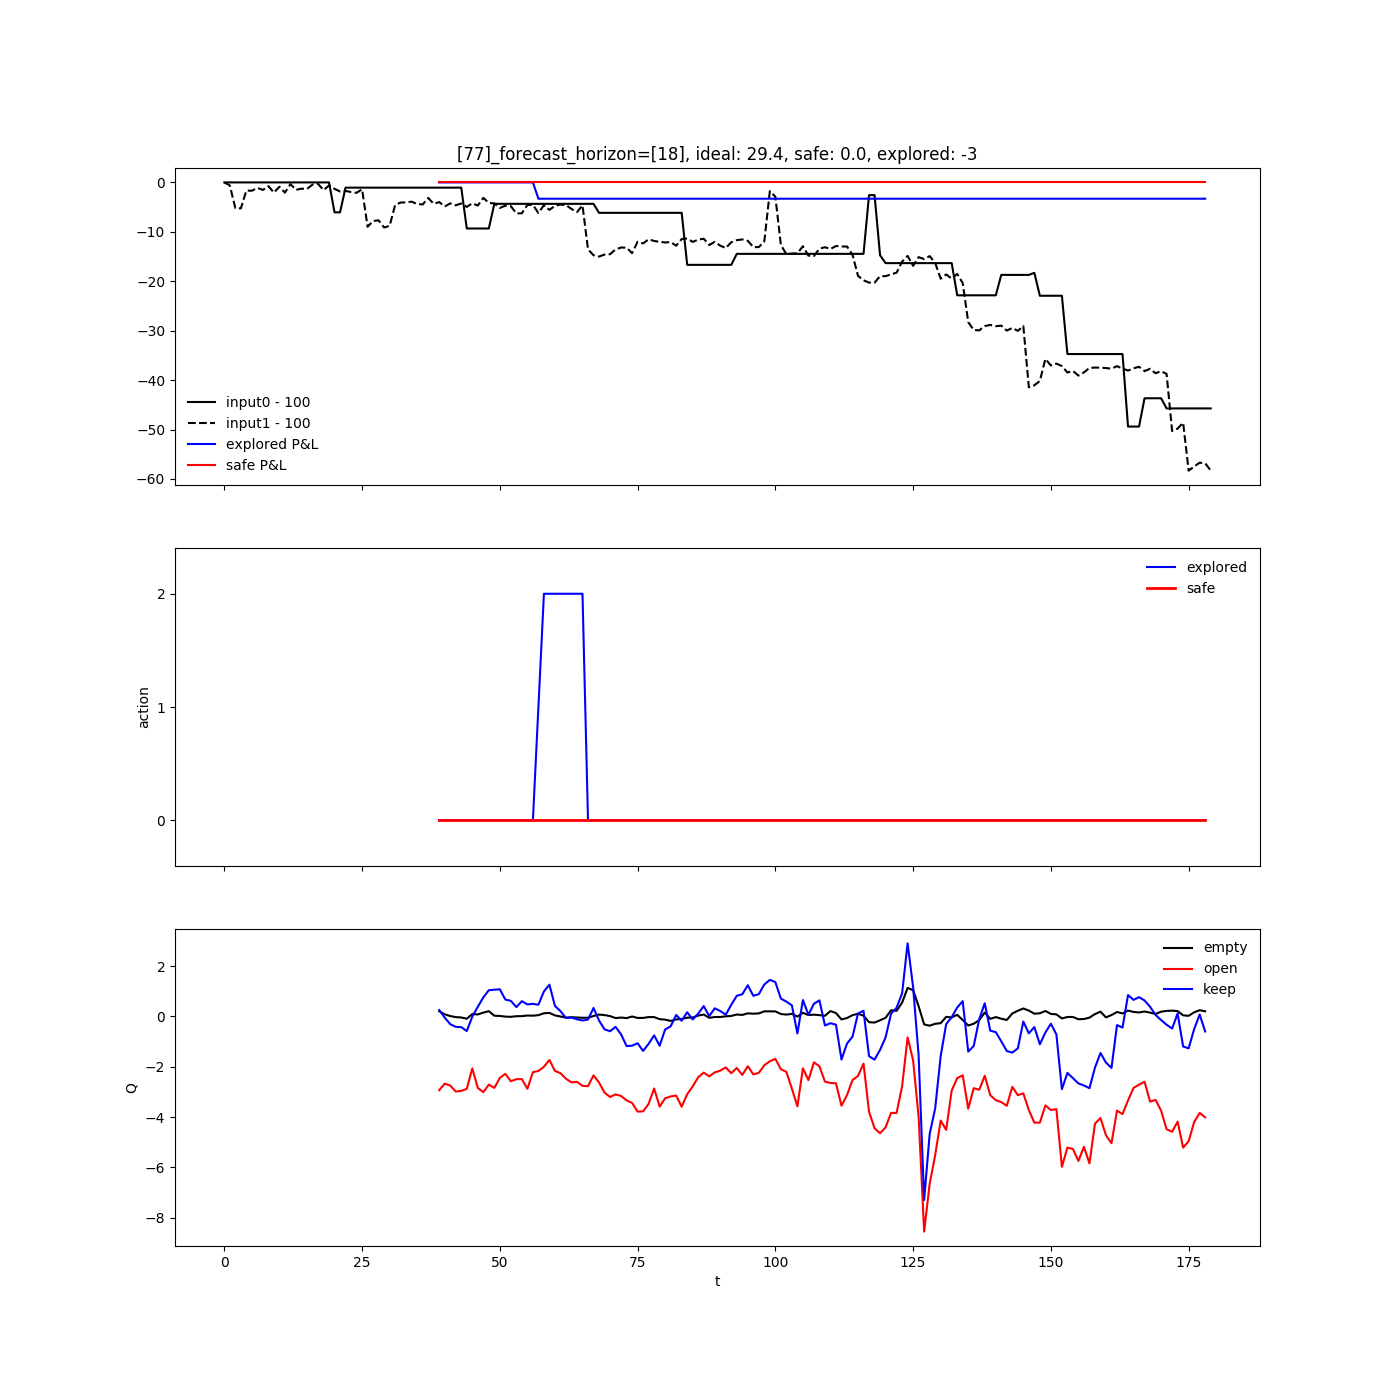 [77]_forecast_horizon=[18], ideal: 29.4, safe: 0.0, explored: -3
0
−10
−20
−30
−40
−50
−60
input0 - 100
input1 - 100
explored P&L
safe P&L
2
1
0
action
explored
safe
2
0
−2
−4
−6
−8
Q
empty
open
keep
0 25 50 75 100 125 150 175
t